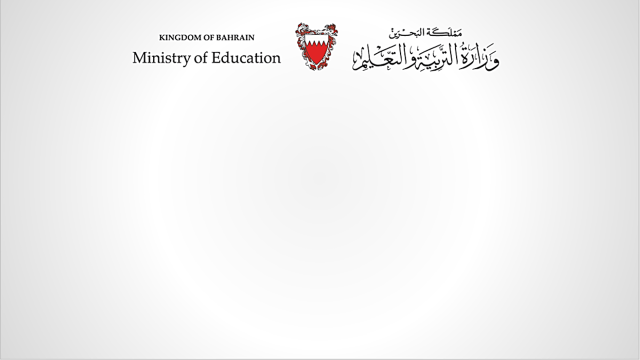 KINGDOM OF BAHRAIN
Ministry of Education
مملكة البحرين
وزارة التربية والتعليم